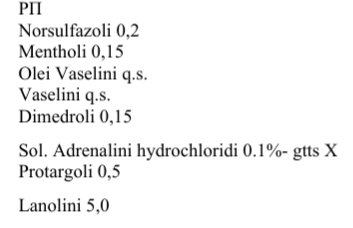 РП
Norsulfazoli 0,2
Mentholi 0,15
Olei Vaselini q.s.
Vaselini q.s.
Dimedroli 0,15
Sol. Adrenalini hydrochloridi 0.1%- gtts X
Protargoli 0,5
Lanolini 5,0